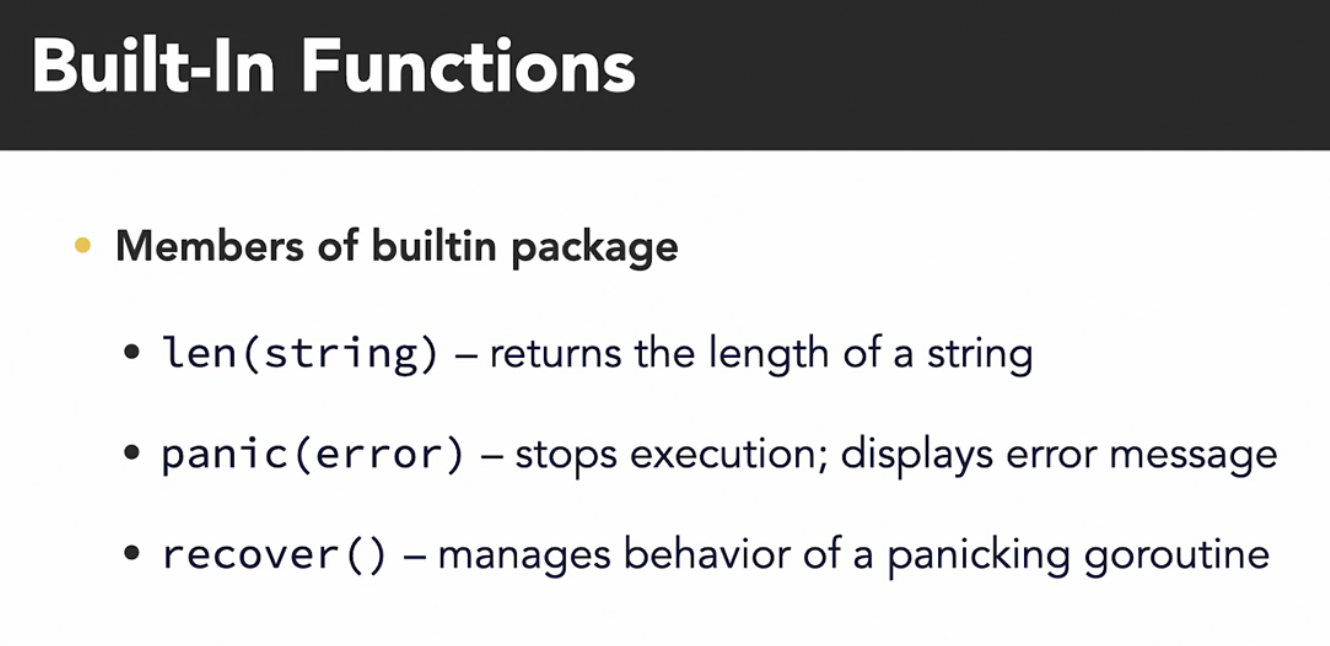 Built-In Functions
• Members of builtin package
• len(string) – returns the length of a string
• panic(error) – stops execution; displays error message
• recover() – manages behavior of a panicking goroutine